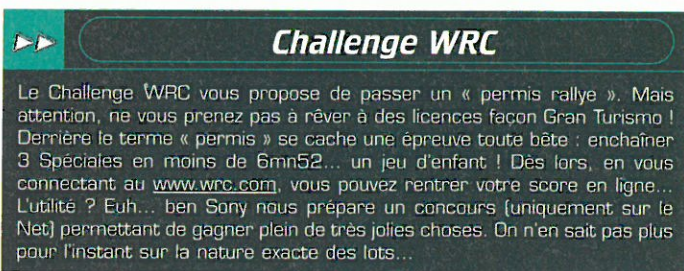 Challenge WRC
Le Challenge WRC vous propose de passer un « permis rallye ». Mais
attention, ne vous prenez pas à rêver à des licences façon Gran Turismo !
Derrière le terme « permis » se cache une épreuve toute bête : enchaîner
3 Spéciales en moins de 6mn52... un jeu d'enfant ! Dès lors, en vous
connectant au www.wrc.com, vous pouvez rentrer votre score en ligne...
L'utilité ? Euh... ben Sony nous prépare un concours (uniquement sur le
Net) permettant de gagner plein de très jolies choses. On n'en sait pas plus
pour l'instant sur la nature exacte des lots...